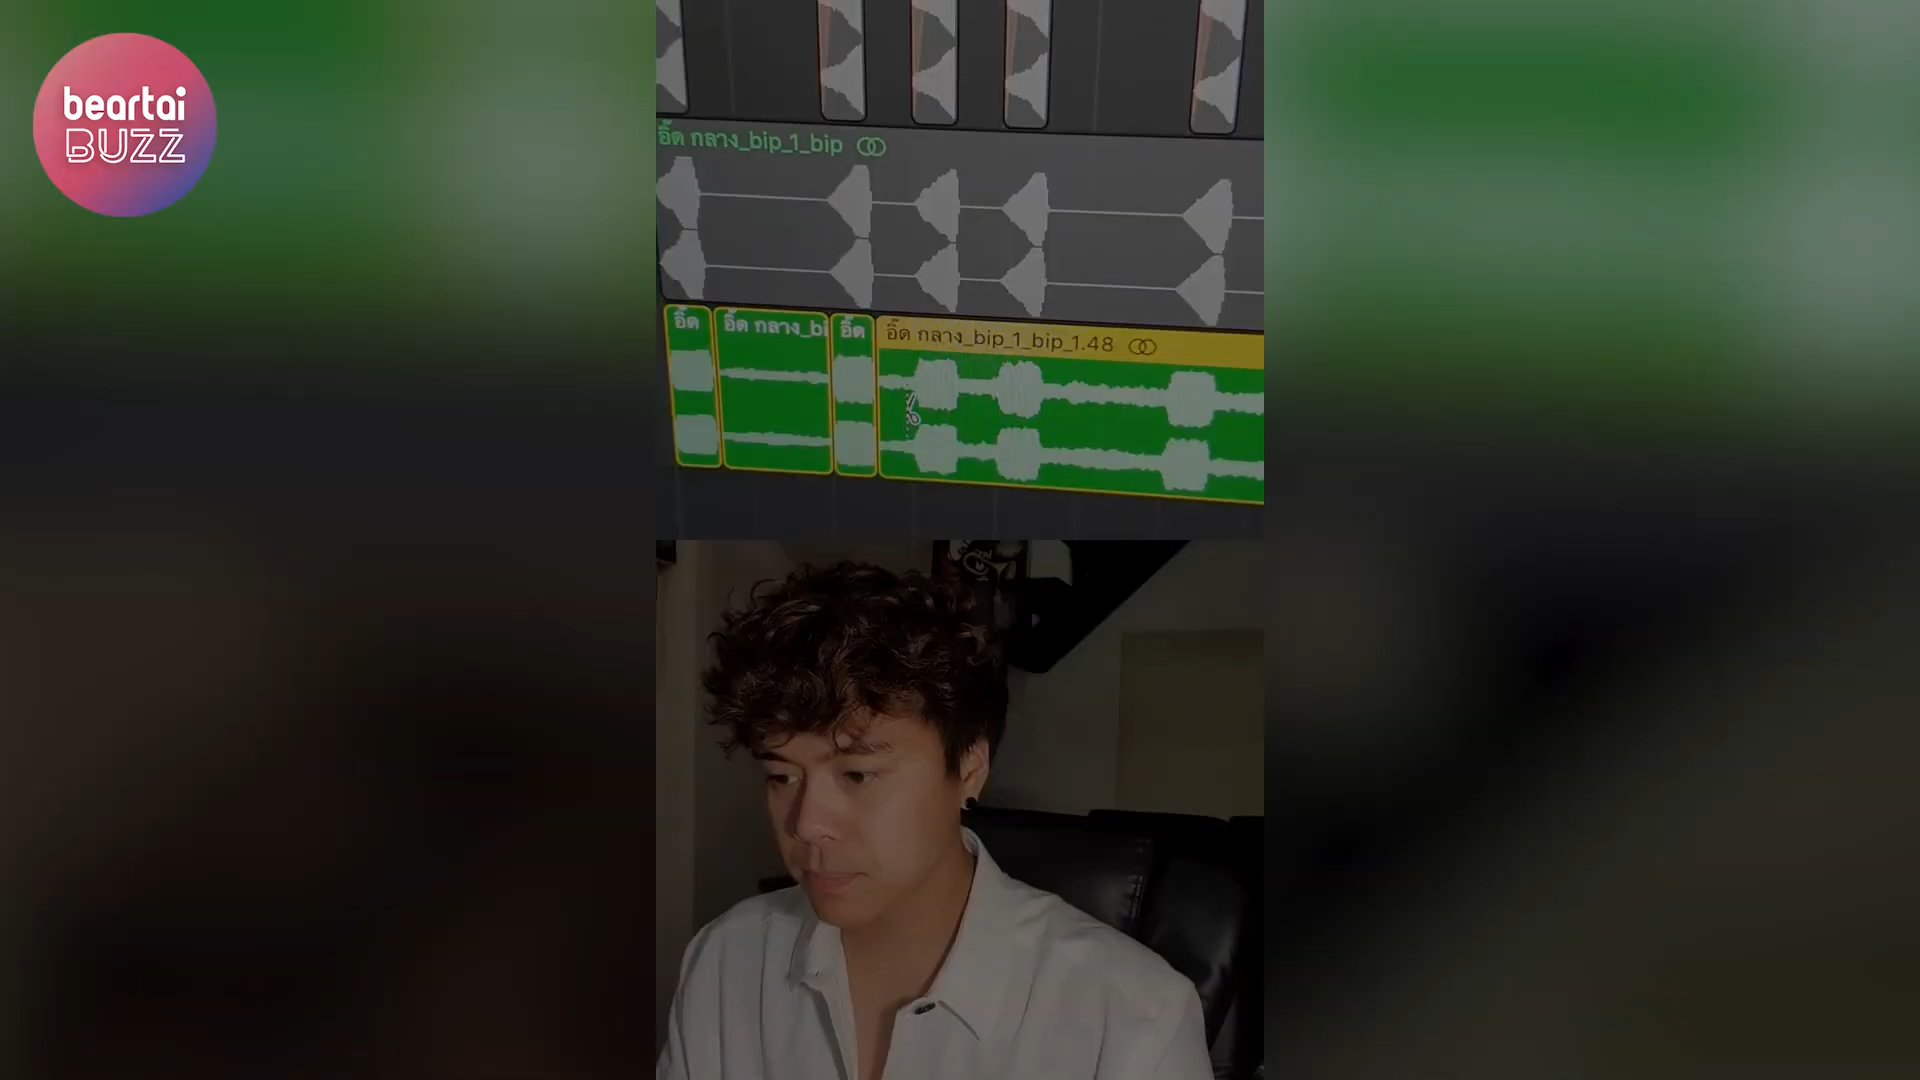 beartai
BUZZ
อิ๊ด กลาง_bip_1_bip
อิ๊ด
อิ๊ด กลาง_bi
อิ๊ด
อิ๊ด กลาง_bip_1_bip_1.48